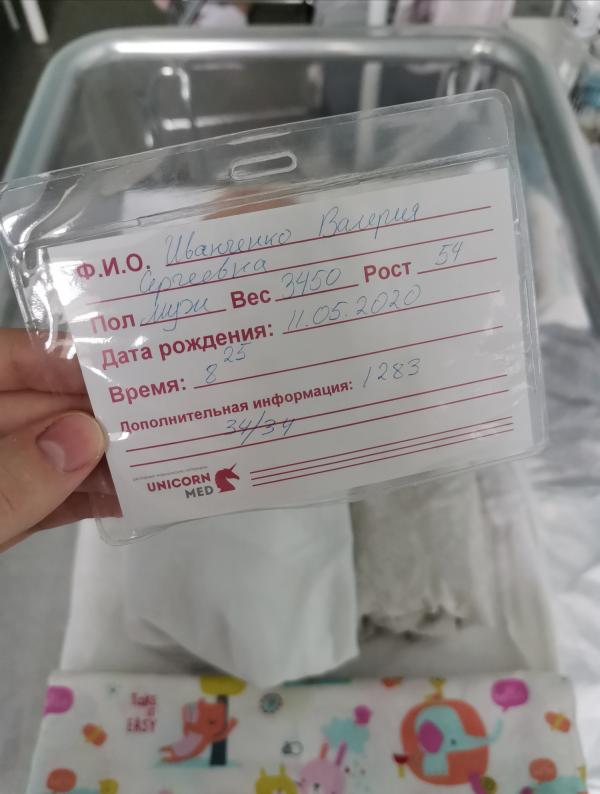 Ф.И.О. Иванченко Валерия
Сергеевна
Пол муж Вес 3450 Рост 54
Дата рождения: 11.05.2020
Время: 8 25
Дополнительная информация: 1283
34/34
UNICORN
MED
TAKE
IT
EASY